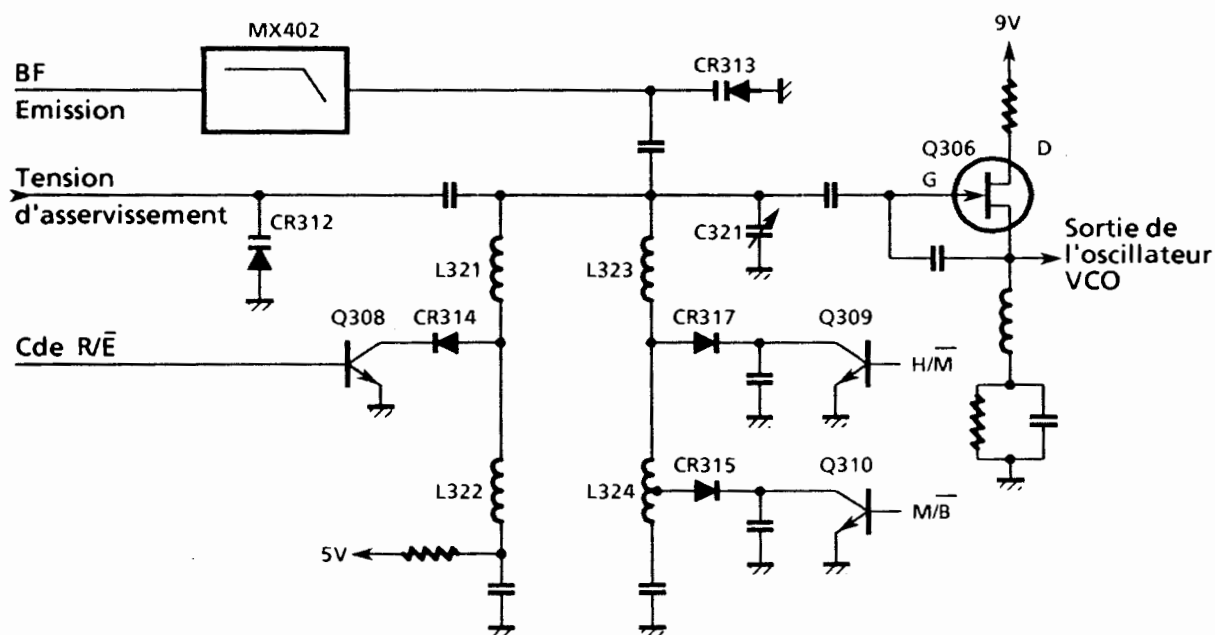 MX402
9V
BF
Emission
CR313
Q306
D
G
Tension
d'asservissement
CR312
C321
Sortie de
l'oscillateur
VCO
L321
L323
Q308
CR314
CR317
Q309
Cde R/E̅
H/M̅
L322
L324
CR315
Q310
M/B̅
5V